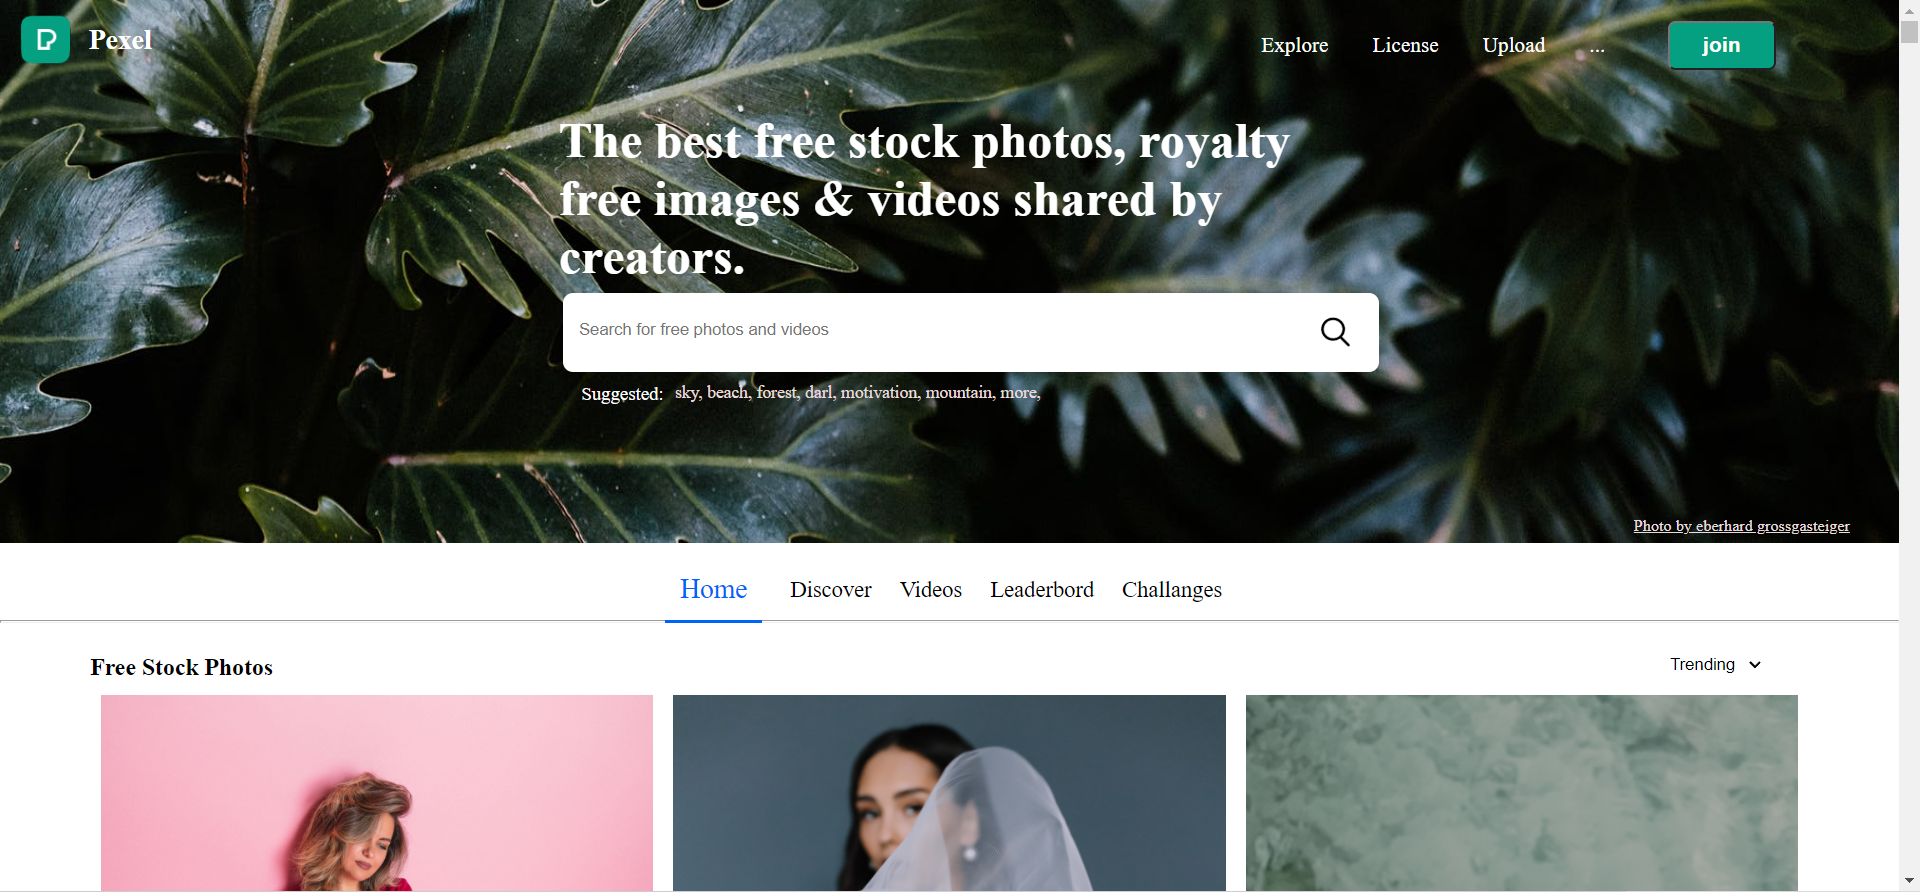 Pexel
Explore License Upload ... join
The best free stock photos, royalty
free images & videos shared by
creators.
Search for free photos and videos
Suggested: sky, beach, forest, darl, motivation, mountain, more,
Photo by eberhard grossgasteiger
Home Discover Videos Leaderbord Challanges
Free Stock Photos
Trending